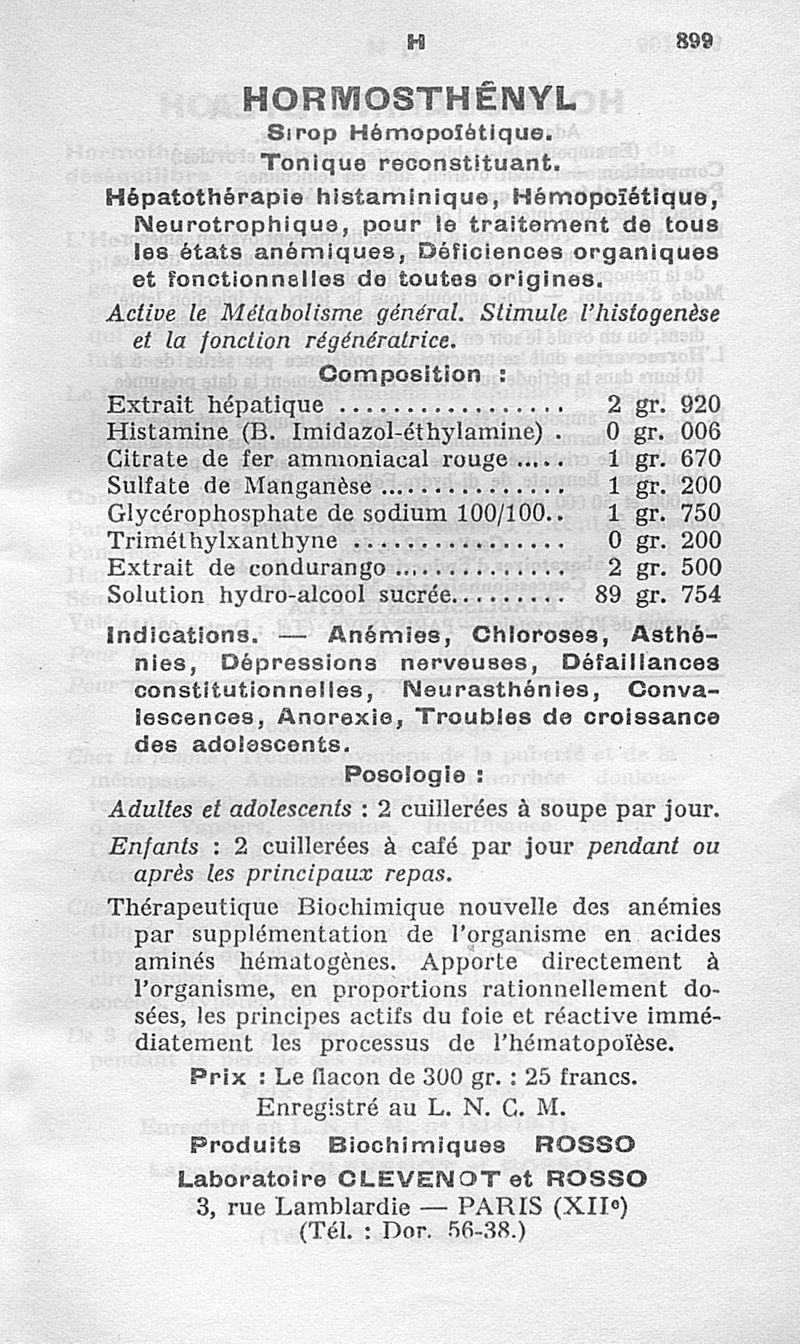 H
899
HORMOSTHÉNYL
Sirop Hémopoïétique.
Tonique reconstituant.
Hépatothérapie histaminique, Hémopoïétique,
Neurotrophique, pour le traitement de tous
les états anémiques, Déficiences organiques
et fonctionnelles de toutes origines.
Active le Métabolisme général. Stimule l'histogenèse
et la fonction régénératrice.
Composition :
Extrait hépatique .................. 2 gr. 920
Histamine (B. Imidazol-éthylamine) . 0 gr. 006
Citrate de fer ammoniacal rouge ..... 1 gr. 670
Sulfate de Manganèse ............... 1 gr. 200
Glycérophosphate de sodium 100/100.. 1 gr. 750
Triméthylxanthyne ................ 0 gr. 200
Extrait de condurango .............. 2 gr. 500
Solution hydro-alcool sucrée.......... 89 gr. 754
Indications. — Anémies, Chloroses, Asthé-
nies, Dépressions nerveuses, Défaillances
constitutionnelles, Neurasthénies, Conva-
lescences, Anorexie, Troubles de croissance
des adolescents.
Posologie :
Adultes et adolescents : 2 cuillerées à soupe par jour.
Enfants : 2 cuillerées à café par jour pendant ou
après les principaux repas.
Thérapeutique Biochimique nouvelle des anémies
par supplémentation de l'organisme en acides
aminés hématogènes. Apporte directement à
l'organisme, en proportions rationnellement do-
sées, les principes actifs du foie et réactive immé-
diatement les processus de l'hématopoïèse.
Prix : Le flacon de 300 gr. : 25 francs.
Enregistré au L. N. C. M.
Produits Biochimiques ROSSO
Laboratoire CLEVENOT et ROSSO
3, rue Lamblardie — PARIS (XIIe)
(Tél. : Dor. 56-38.)